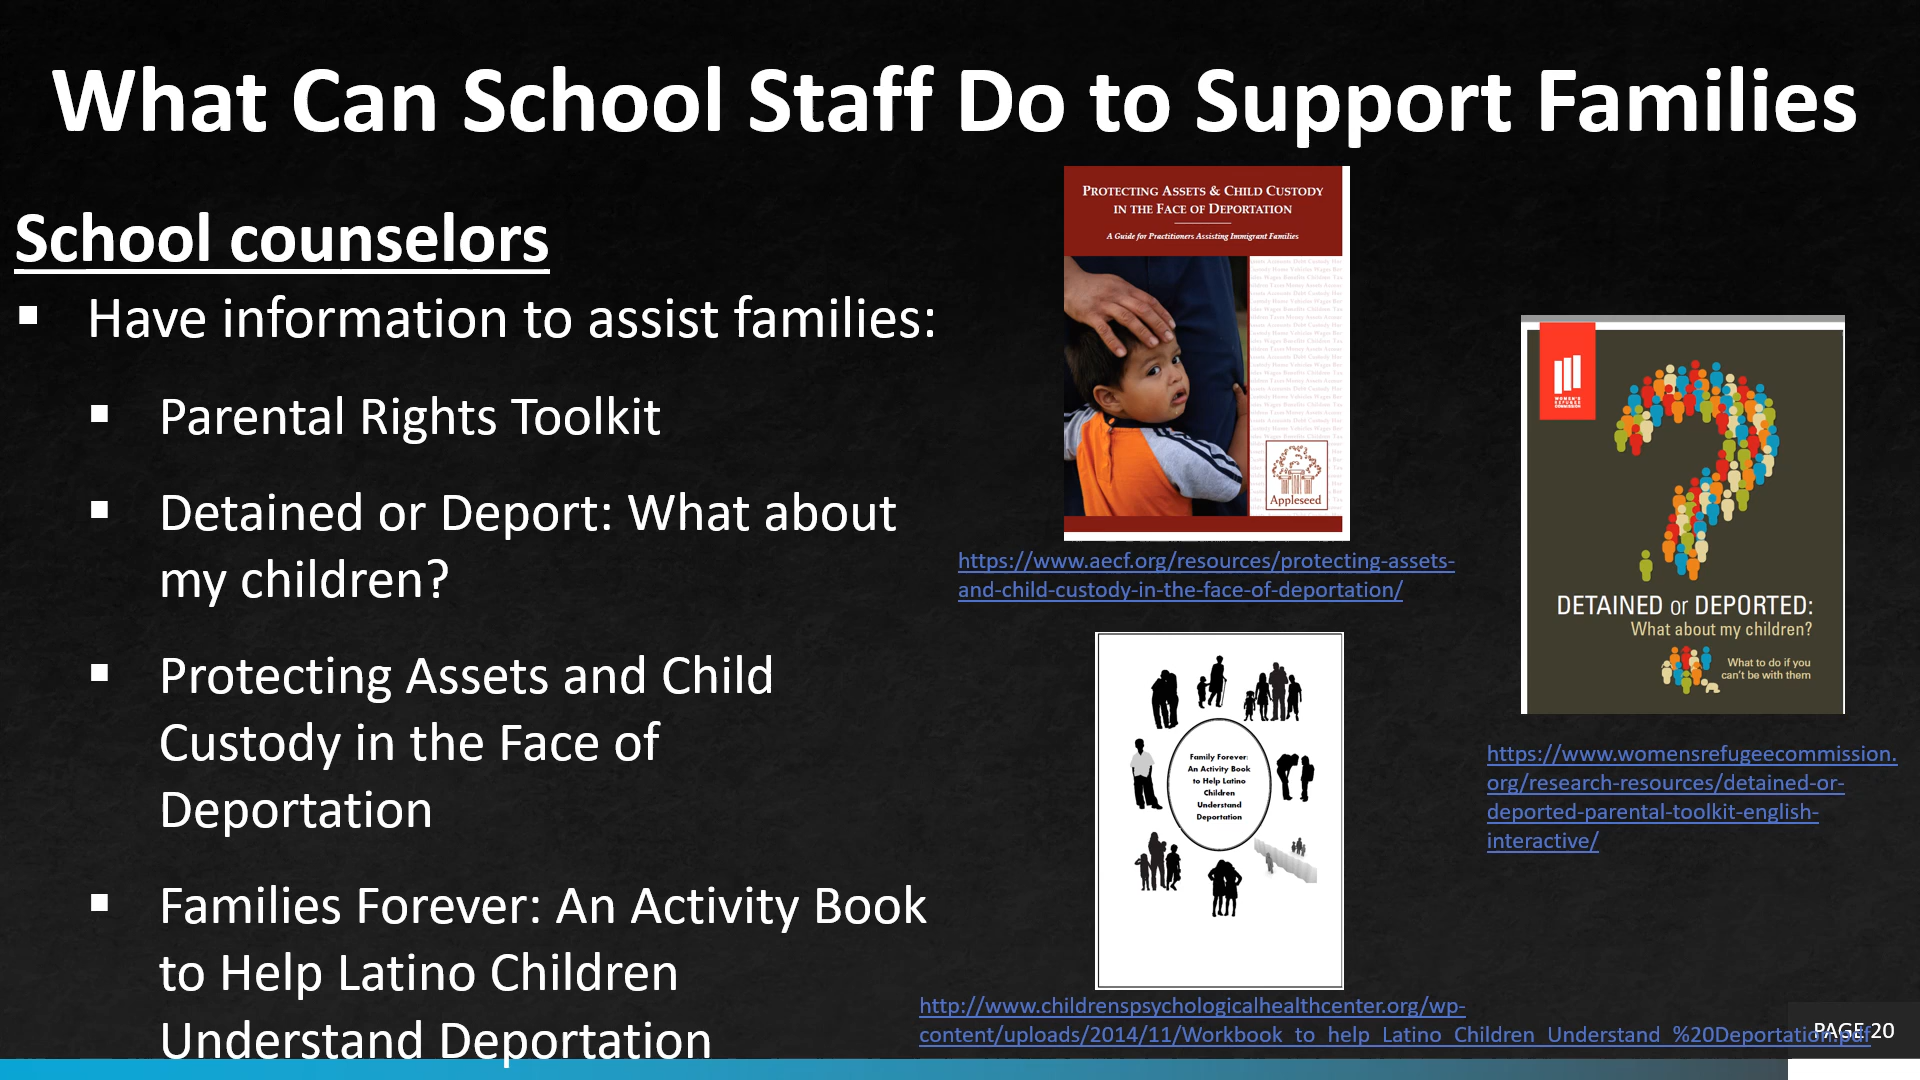 What Can School Staff Do to Support Families
School counselors
Have information to assist families:
Parental Rights Toolkit
Detained or Deport: What about
my children?
Protecting Assets and Child
Custody in the Face of
Deportation
Families Forever: An Activity Book
to Help Latino Children
Understand Deportation
PROTECTING ASSETS & CHILD CUSTODY
IN THE FACE OF DEPORTATION
A Guide for Practitioners Assisting Immigrant Families
Appleseed
https://www.aecf.org/resources/protecting-assets-
and-child-custody-in-the-face-of-deportation/
WOMEN'S
REFUGEE
COMMISSION
DETAINED or DEPORTED:
What about my children?
What to do if you
can't be with them
https://www.womensrefugeecommission.
org/research-resources/detained-or-
deported-parental-toolkit-english-
interactive/
Family Forever:
An Activity Book
to Help Latino
Children
Understand
Deportation
http://www.childrenspsychologicalhealthcenter.org/wp-
content/uploads/2014/11/Workbook_to_help_Latino_Children_Understand_%20Deportation.pdf
PAGE 20